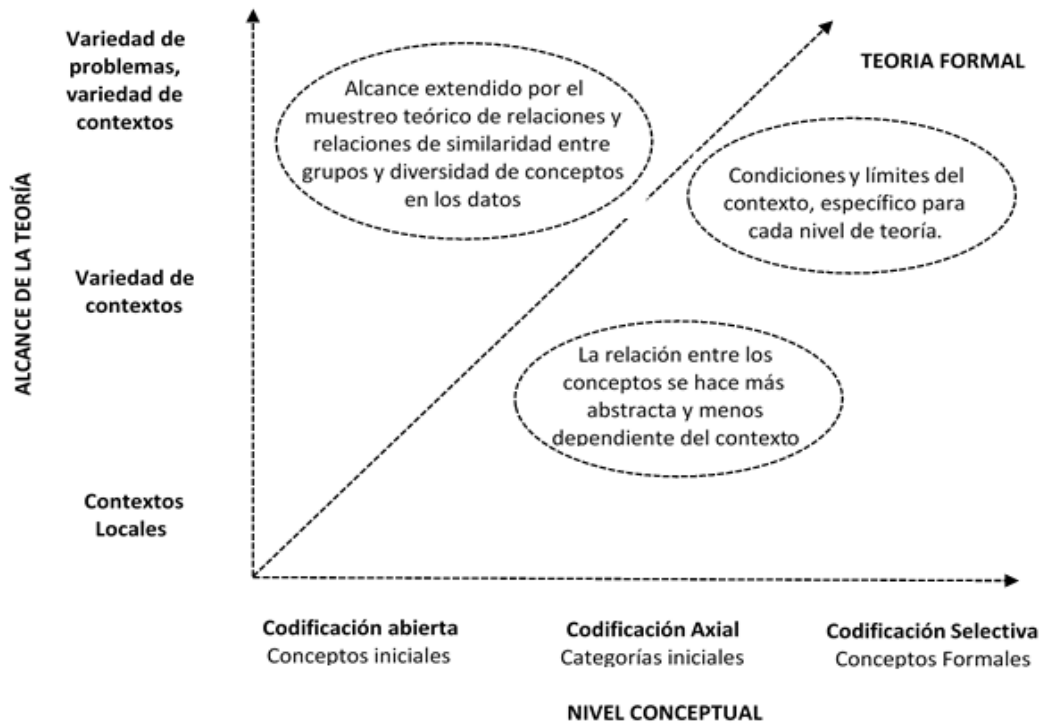 Variedad de
problemas,
variedad de
contextos
TEORIA FORMAL
Alcance extendido por el
muestreo teórico de relaciones y
relaciones de similaridad entre
grupos y diversidad de conceptos
en los datos
Condiciones y límites del
contexto, específico para
cada nivel de teoría.
ALCANCE DE LA TEORÍA
Variedad de
contextos
La relación entre los
conceptos se hace más
abstracta y menos
dependiente del contexto
Contextos
Locales
Codificación abierta
Conceptos iniciales
Codificación Axial
Categorías iniciales
Codificación Selectiva
Conceptos Formales
NIVEL CONCEPTUAL